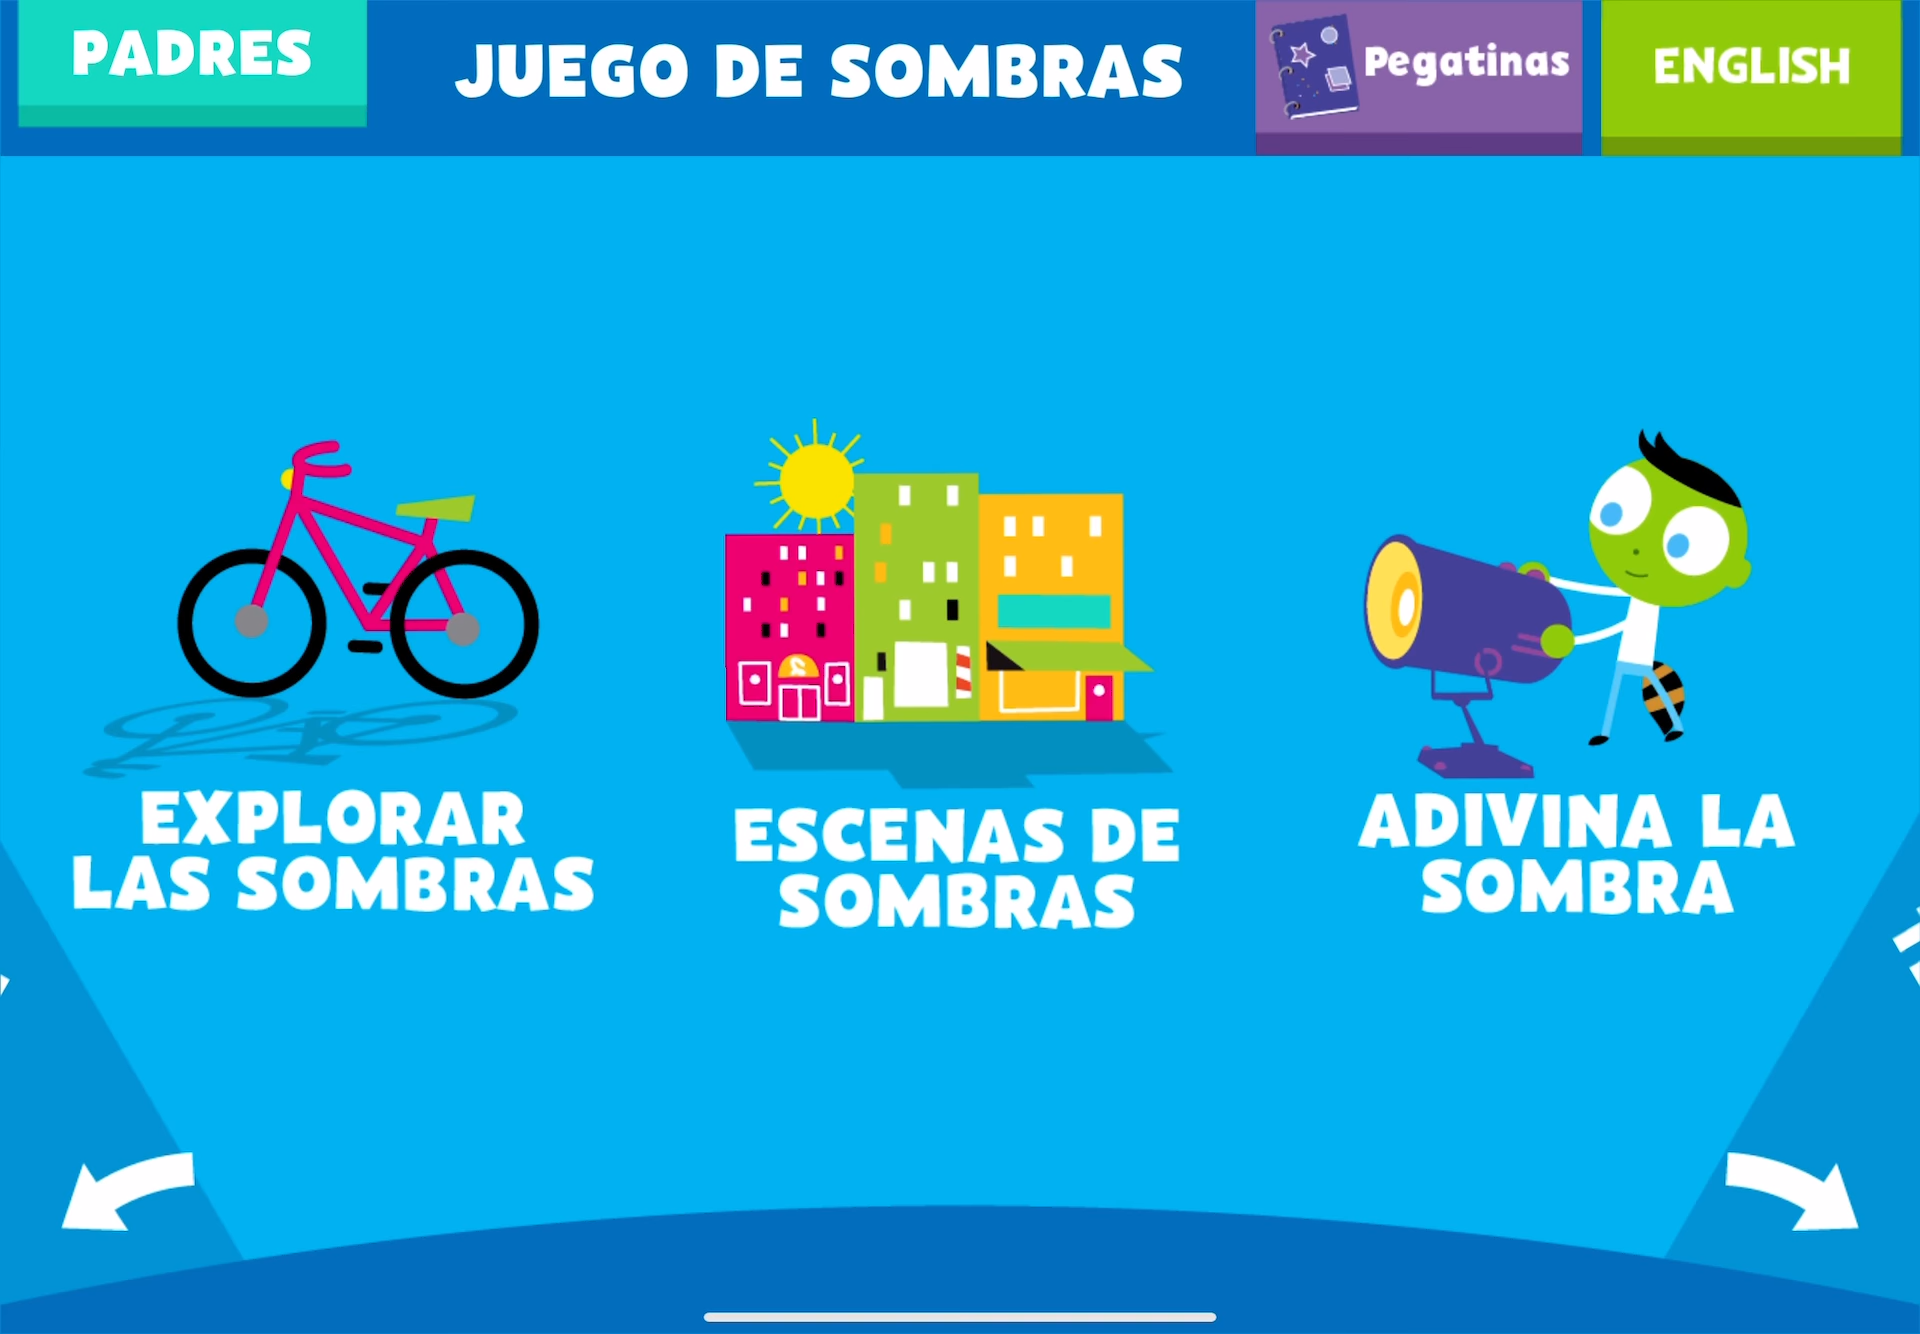 PADRES
JUEGO DE SOMBRAS
Pegatinas
ENGLISH
EXPLORAR
LAS SOMBRAS
ESCENAS DE
SOMBRAS
ADIVINA LA
SOMBRA